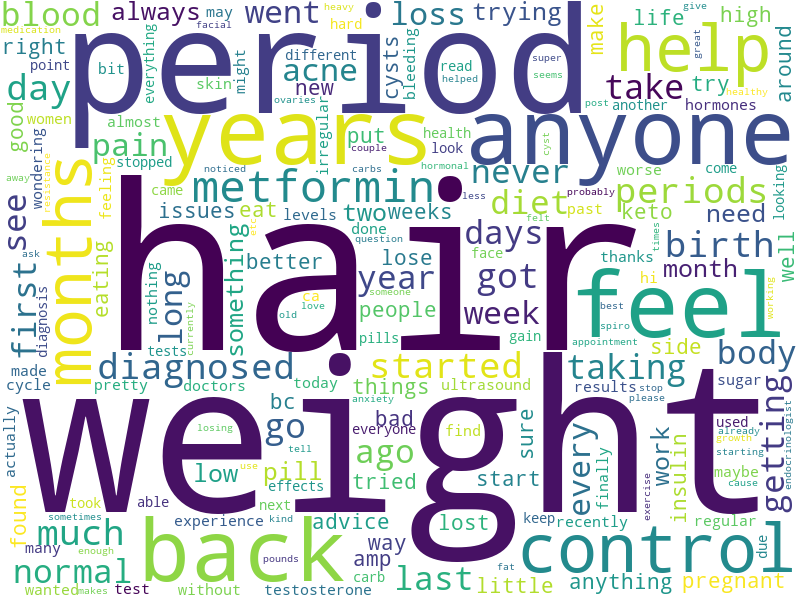 blood
always
went
loss
trying
make
help
life
high
around
medication
right
point
women
period
may
facial
heavy
hard
acne
cysts
different
super
seems
helped
read
bleeding
great
give
healthy
day
good
bit
everything
skin
might
new
ovaries
post
another
take
try
hormones
almost
wondering
pain
stopped
years
irregular
put
health
look
hormonal
cyst
anyone
come
looking
away
resistance
months
feeling
noticed
came
couple
carbs
never
worse
metformin
less
probably
diet
past
periods
see
first
eating
issues
eat
levels
two
weeks
felt
keto
need
well
ask
diagnosis
nothing
long
something
better
done
question
etc
lose
year
days
face
got
times
thanks
hi
month
birth
hair
tests
currently
old
love
ca
someone
people
pills
gain
week
best
spiro
appointment
feel
working
made
cycle
actually
pretty
doctors
diagnosed
today
started
things
anxiety
ultrasound
taking
results
stop
please
side
sugar
body
weight
losing
tell
bc
go
bad
everyone
find
sure
every
finally
work
insulin
used
already
growth
starting
maybe
cause
getting
endocrinologist
found
low
use
pill
effects
ago
tried
start
exercise
regular
took
able
next
kind
experience
advice
lost
keep
recently
due
sometimes
much
many
enough
normal
back
way
amp
control
wanted
makes
test
without
pounds
testosterone
carb
last
fat
little
anything
pregnant